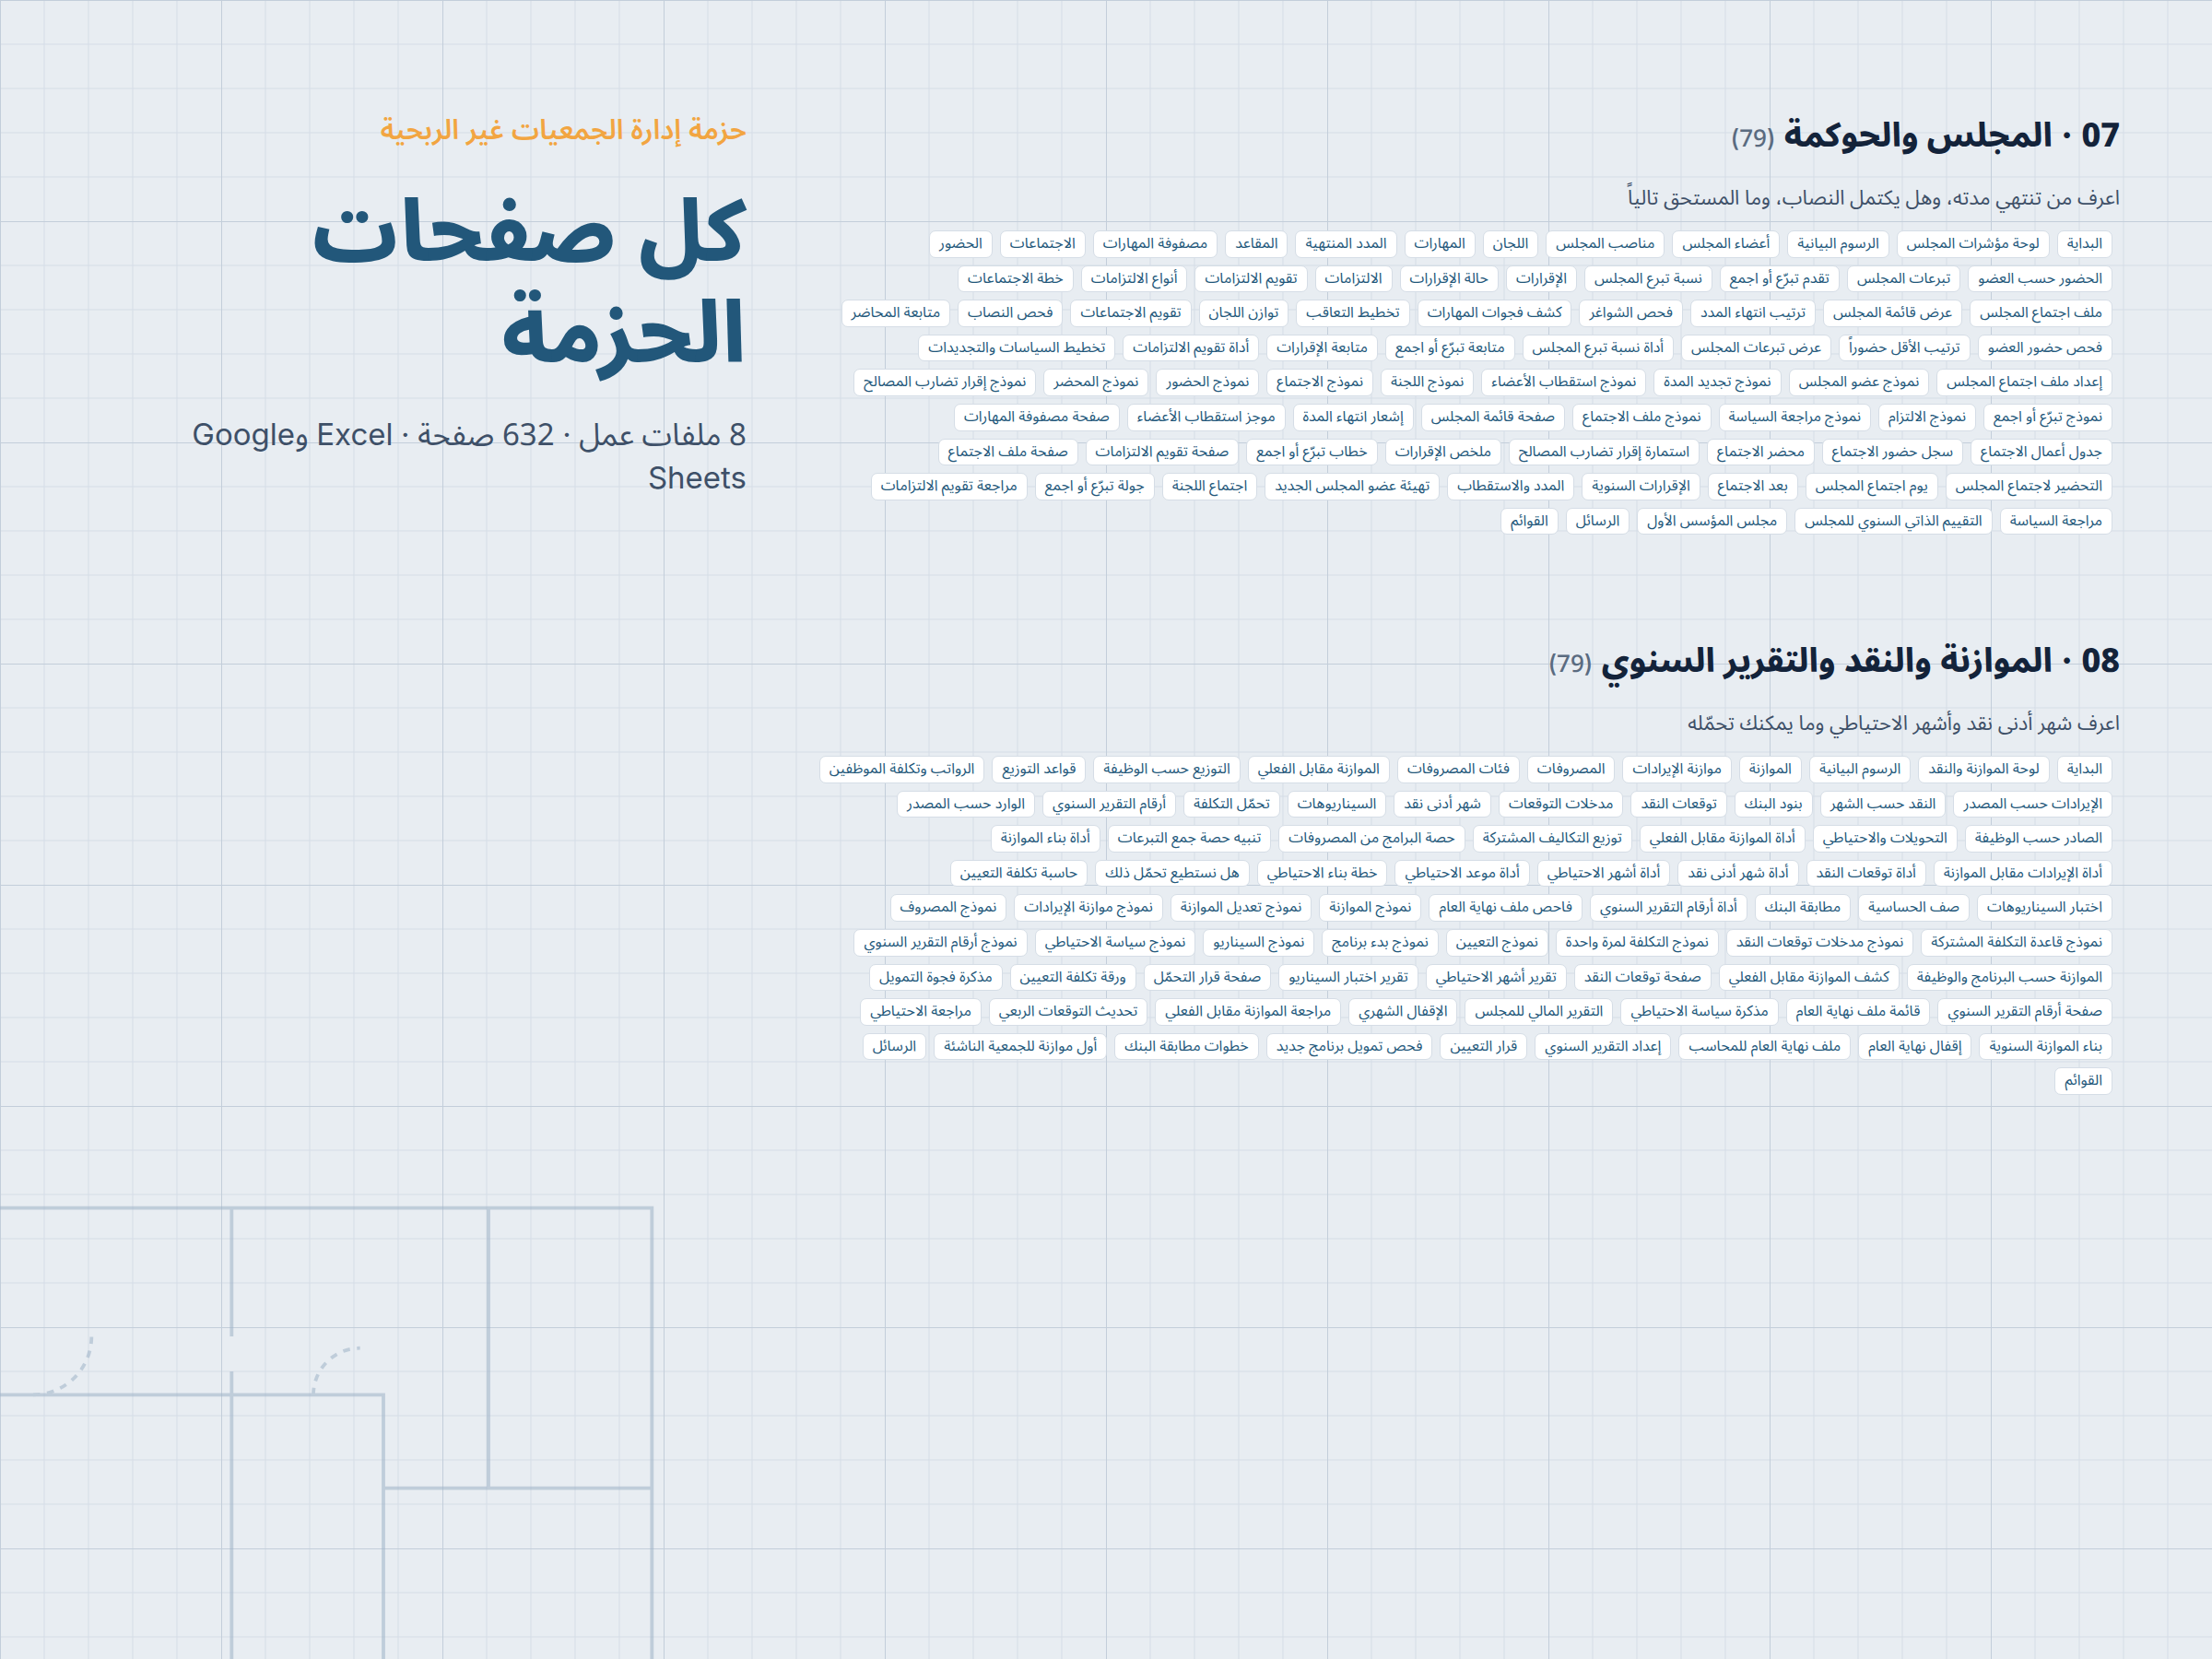 حزمة إدارة الجمعيات غير الربحية
كل صفحات
الحزمة
8 ملفات عمل · 632 صفحة · Excel وGoogle
Sheets
07 · المجلس والحوكمة (79)
اعرف من تنتهي مدته، وهل يكتمل النصاب، وما المستحق تالياً
البداية لوحة مؤشرات المجلس الرسوم البيانية أعضاء المجلس مناصب المجلس اللجان المهارات المدد المنتهية المقاعد مصفوفة المهارات الاجتماعات الحضور
الحضور حسب العضو تبرعات المجلس تقدم تبرّع أو اجمع نسبة تبرع المجلس الإقرارات حالة الإقرارات الالتزامات تقويم الالتزامات أنواع الالتزامات خطة الاجتماعات
ملف اجتماع المجلس عرض قائمة المجلس ترتيب انتهاء المدد فحص الشواغر كشف فجوات المهارات تخطيط التعاقب توازن اللجان تقويم الاجتماعات فحص النصاب متابعة المحاضر
فحص حضور العضو ترتيب الأقل حضوراً عرض تبرعات المجلس أداة نسبة تبرع المجلس متابعة تبرّع أو اجمع متابعة الإقرارات أداة تقويم الالتزامات تخطيط السياسات والتجديدات
إعداد ملف اجتماع المجلس نموذج عضو المجلس نموذج تجديد المدة نموذج استقطاب الأعضاء نموذج اللجنة نموذج الاجتماع نموذج الحضور نموذج المحضر نموذج إقرار تضارب المصالح
نموذج تبرّع أو اجمع نموذج الالتزام نموذج مراجعة السياسة نموذج ملف الاجتماع صفحة قائمة المجلس إشعار انتهاء المدة موجز استقطاب الأعضاء صفحة مصفوفة المهارات
جدول أعمال الاجتماع سجل حضور الاجتماع محضر الاجتماع استمارة إقرار تضارب المصالح ملخص الإقرارات خطاب تبرّع أو اجمع صفحة تقويم الالتزامات صفحة ملف الاجتماع
التحضير لاجتماع المجلس يوم اجتماع المجلس بعد الاجتماع الإقرارات السنوية المدد والاستقطاب تهيئة عضو المجلس الجديد اجتماع اللجنة جولة تبرّع أو اجمع مراجعة تقويم الالتزامات
مراجعة السياسة التقييم الذاتي السنوي للمجلس مجلس المؤسس الأول الرسائل القوائم
08 · الموازنة والنقد والتقرير السنوي (79)
اعرف شهر أدنى نقد وأشهر الاحتياطي وما يمكنك تحمّله
البداية لوحة الموازنة والنقد الرسوم البيانية الموازنة موازنة الإيرادات المصروفات فئات المصروفات الموازنة مقابل الفعلي التوزيع حسب الوظيفة قواعد التوزيع الرواتب وتكلفة الموظفين
الإيرادات حسب المصدر النقد حسب الشهر بنود البنك توقعات النقد مدخلات التوقعات شهر أدنى نقد السيناريوهات تحمّل التكلفة أرقام التقرير السنوي الوارد حسب المصدر
الصادر حسب الوظيفة التحويلات والاحتياطي أداة الموازنة مقابل الفعلي توزيع التكاليف المشتركة حصة البرامج من المصروفات تنبيه حصة جمع التبرعات أداة بناء الموازنة
أداة الإيرادات مقابل الموازنة أداة توقعات النقد أداة شهر أدنى نقد أداة أشهر الاحتياطي أداة موعد الاحتياطي خطة بناء الاحتياطي هل نستطيع تحمّل ذلك حاسبة تكلفة التعيين
اختبار السيناريوهات صف الحساسية مطابقة البنك أداة أرقام التقرير السنوي فاحص ملف نهاية العام نموذج الموازنة نموذج تعديل الموازنة نموذج موازنة الإيرادات نموذج المصروف
نموذج قاعدة التكلفة المشتركة نموذج مدخلات توقعات النقد نموذج التكلفة لمرة واحدة نموذج التعيين نموذج بدء برنامج نموذج السيناريو نموذج سياسة الاحتياطي نموذج أرقام التقرير السنوي
الموازنة حسب البرنامج والوظيفة كشف الموازنة مقابل الفعلي صفحة توقعات النقد تقرير أشهر الاحتياطي تقرير اختبار السيناريو صفحة قرار التحمّل ورقة تكلفة التعيين مذكرة فجوة التمويل
صفحة أرقام التقرير السنوي قائمة ملف نهاية العام مذكرة سياسة الاحتياطي التقرير المالي للمجلس الإقفال الشهري مراجعة الموازنة مقابل الفعلي تحديث التوقعات الربعي مراجعة الاحتياطي
بناء الموازنة السنوية إقفال نهاية العام ملف نهاية العام للمحاسب إعداد التقرير السنوي قرار التعيين فحص تمويل برنامج جديد خطوات مطابقة البنك أول موازنة للجمعية الناشئة الرسائل
القوائم